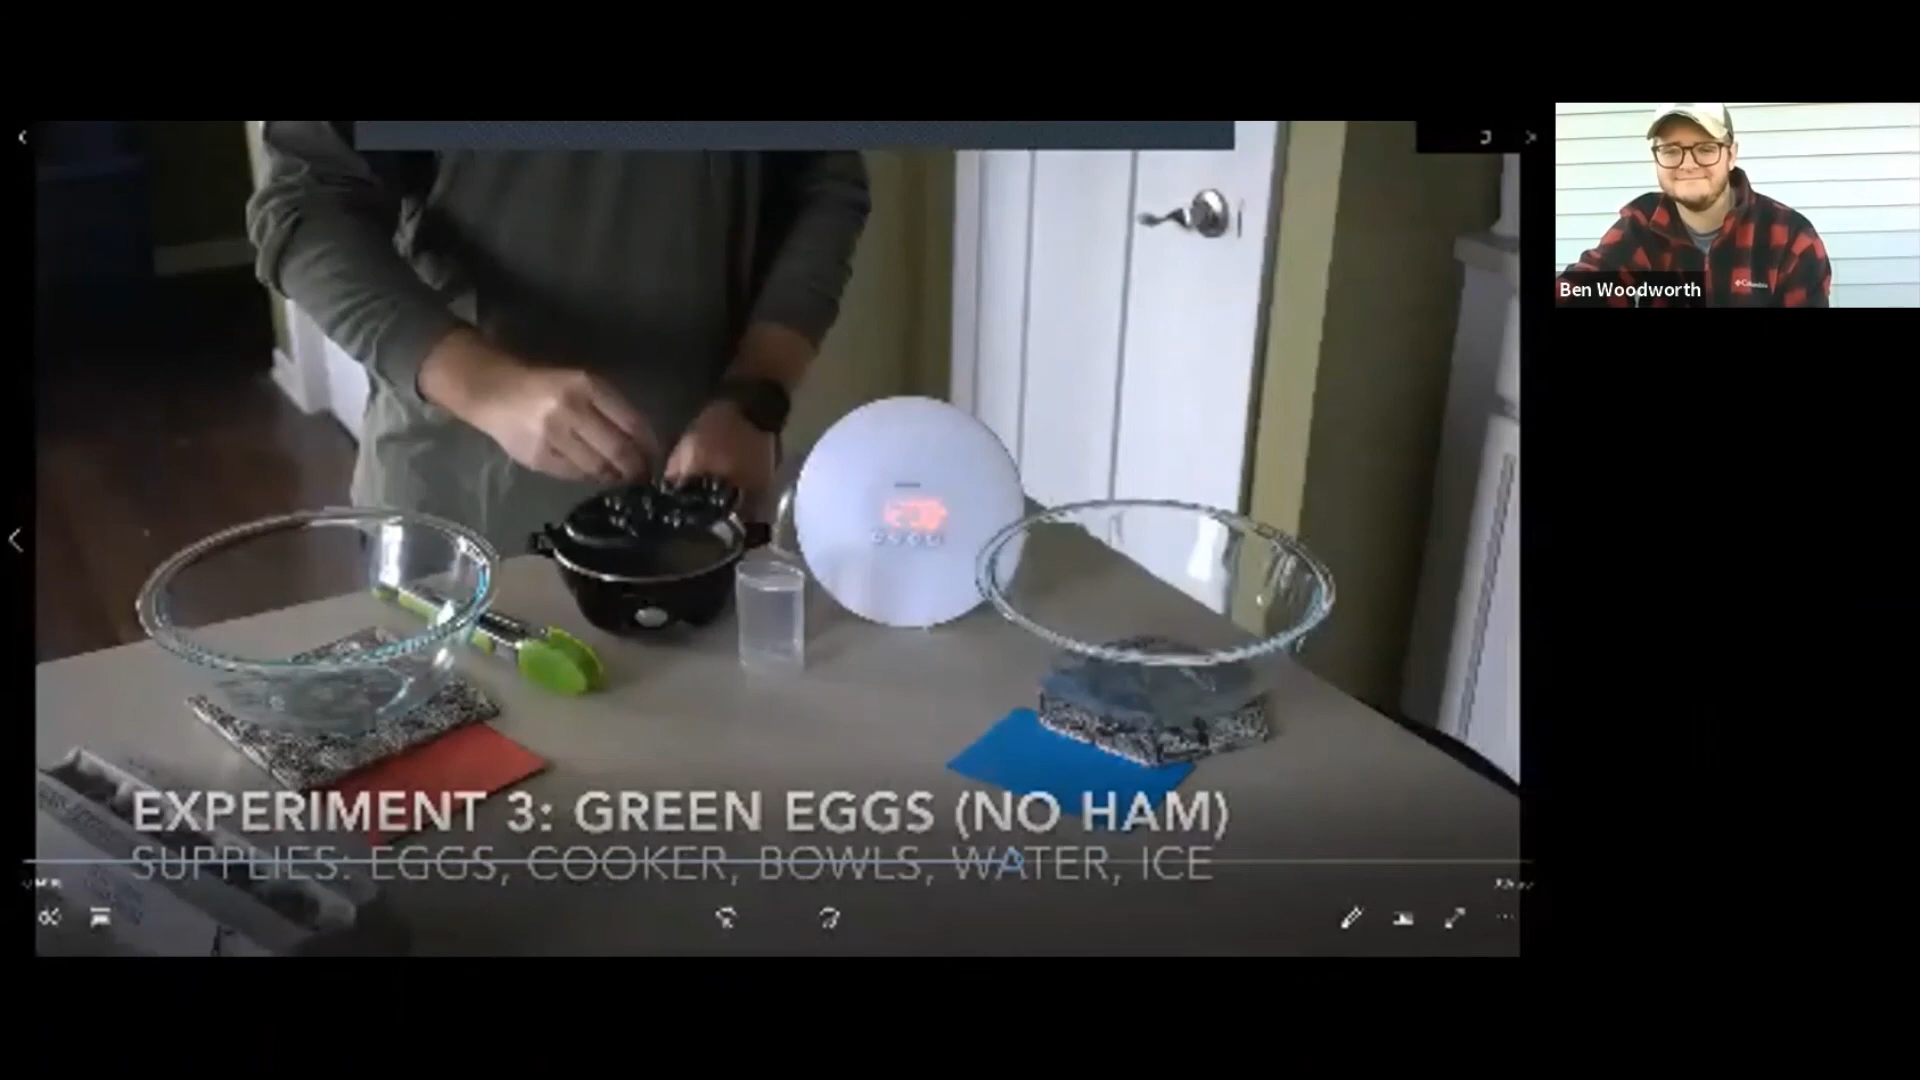 Ben Woodworth
EXPERIMENT 3: GREEN EGGS (NO HAM)
SUPPLIES: EGGS, COOKER, BOWLS, WATER, ICE